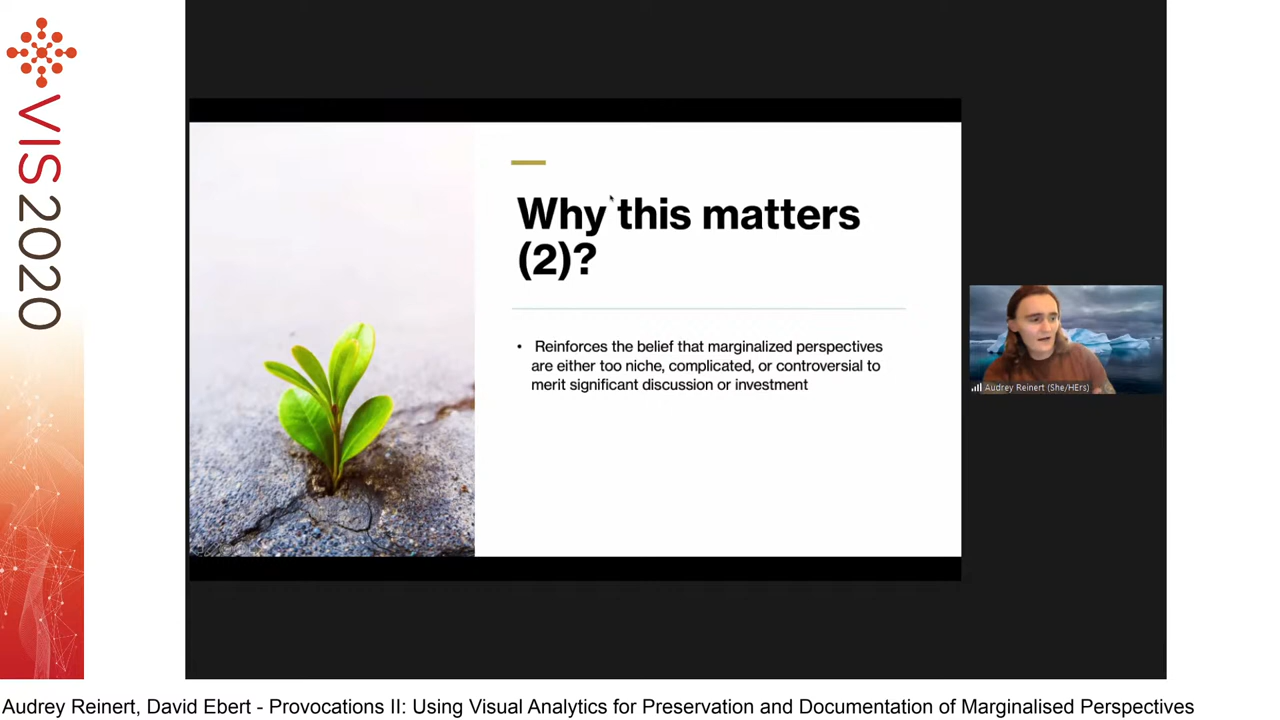 VIS2020
Why this matters
(2)?
• Reinforces the belief that marginalized perspectives
are either too niche, complicated, or controversial to
merit significant discussion or investment
Audrey Reinert (She/HErs)
Audrey Reinert, David Ebert - Provocations II: Using Visual Analytics for Preservation and Documentation of Marginalised Perspectives